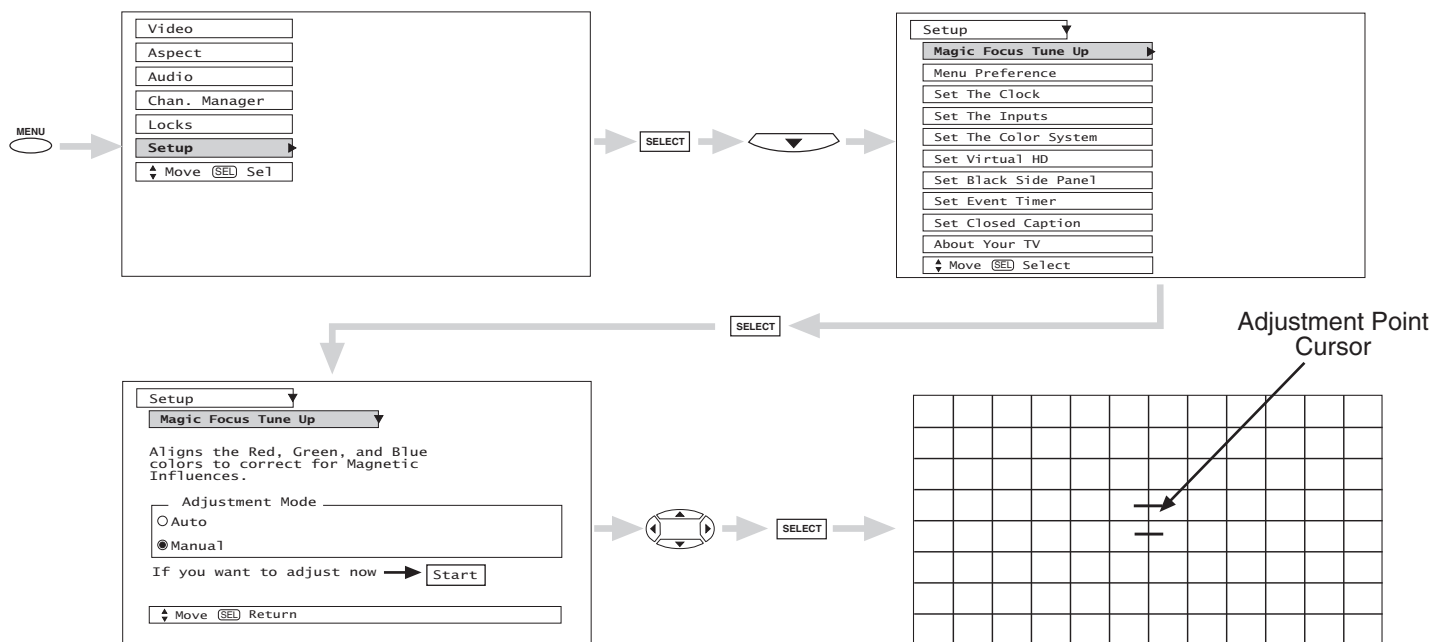 MENU
Video
Aspect
Audio
Chan. Manager
Locks
Setup
Move SEL Sel
SELECT
Setup
Magic Focus Tune Up
Menu Preference
Set The Clock
Set The Inputs
Set The Color System
Set Virtual HD
Set Black Side Panel
Set Event Timer
Set Closed Caption
About Your TV
Move SEL Select
SELECT
Setup
Magic Focus Tune Up
Aligns the Red, Green, and Blue
colors to correct for Magnetic
Influences.
Adjustment Mode
Auto
Manual
If you want to adjust now Start
Move SEL Return
SELECT
Adjustment Point
Cursor